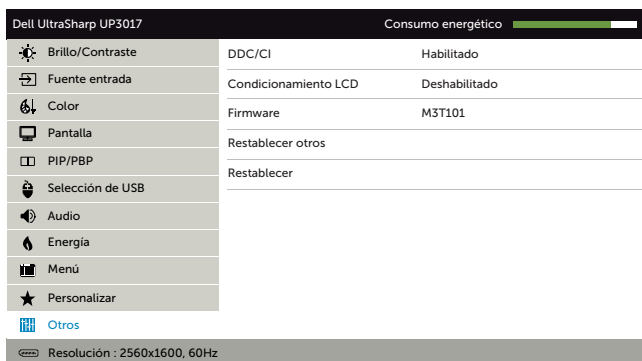 Dell UltraSharp UP3017 Consumo energético
Brillo/Contraste DDC/CI Habilitado
Fuente entrada Condicionamiento LCD Deshabilitado
Color Firmware M3T101
Pantalla Restablecer otros
PIP/PBP Restablecer
Selección de USB
Audio
Energía
Menú
Personalizar
Otros
Resolución : 2560x1600, 60Hz